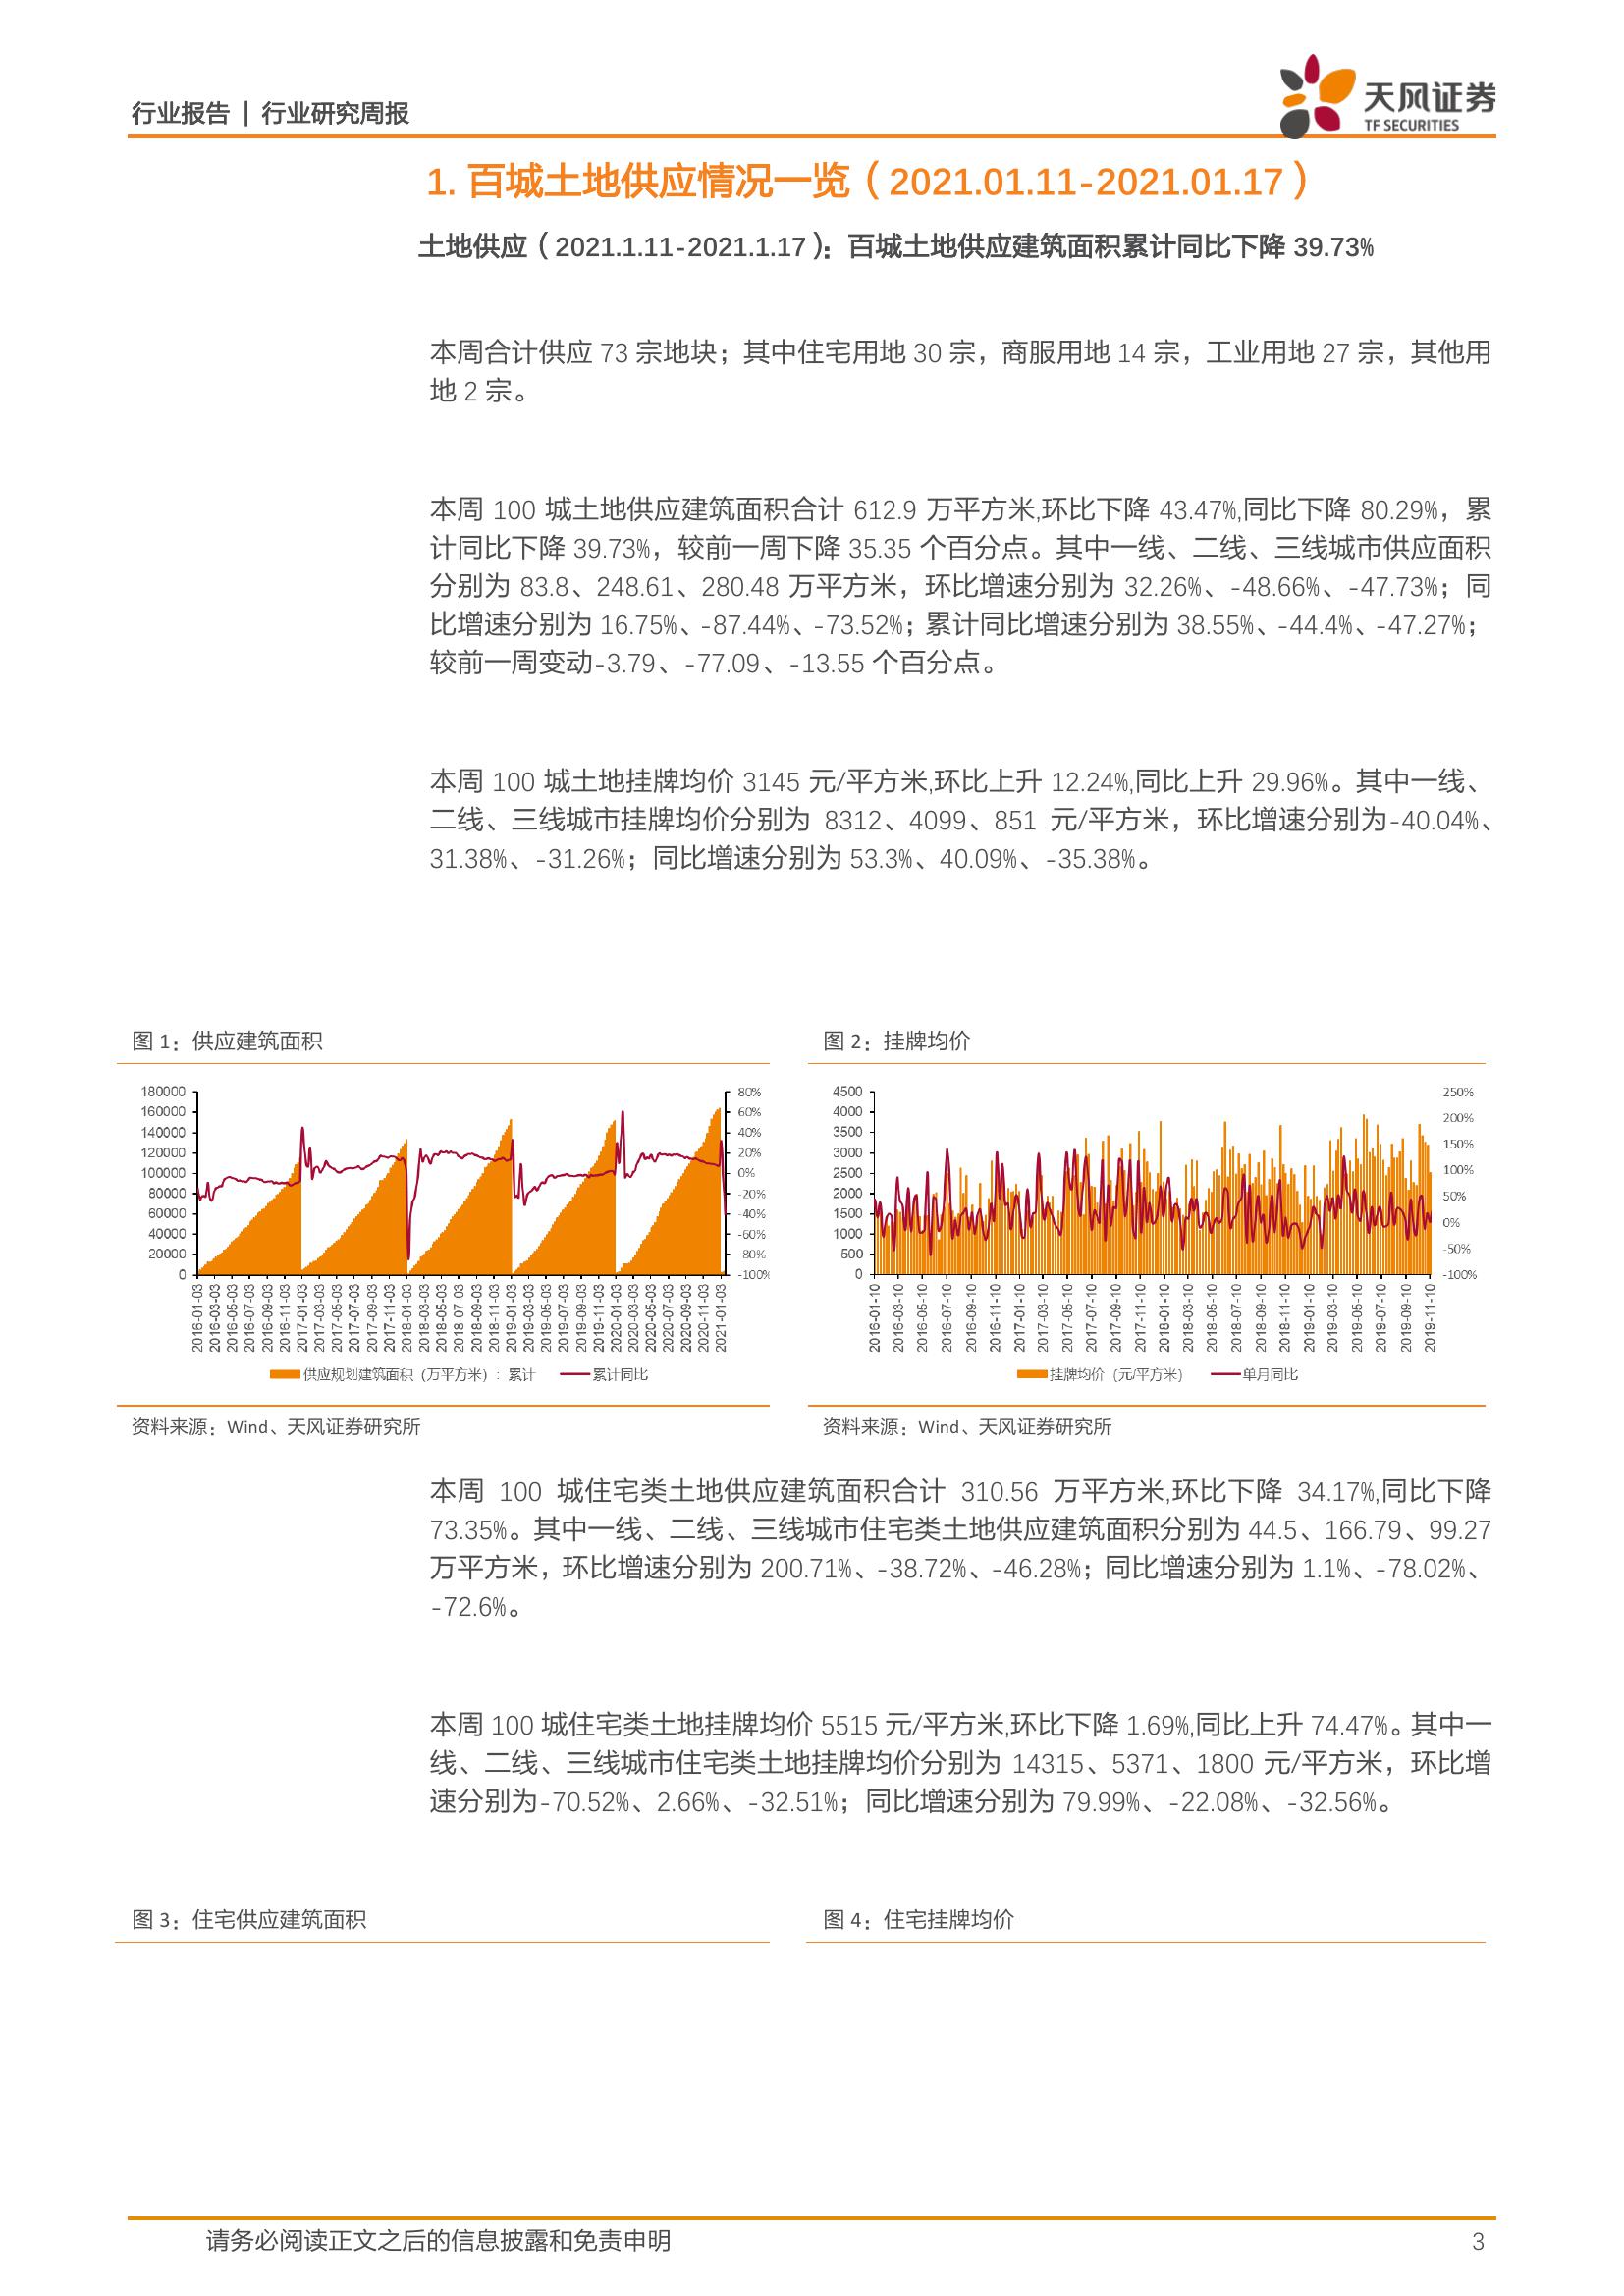 行业报告 | 行业研究周报
天风证券
TF SECURITIES
1. 百城土地供应情况一览（2021.01.11-2021.01.17）
土地供应（2021.1.11-2021.1.17）：百城土地供应建筑面积累计同比下降 39.73%
本周合计供应 73 宗地块；其中住宅用地 30 宗，商服用地 14 宗，工业用地 27 宗，其他用
地 2 宗。
本周 100 城土地供应建筑面积合计 612.9 万平方米,环比下降 43.47%,同比下降 80.29%，累
计同比下降 39.73%，较前一周下降 35.35 个百分点。其中一线、二线、三线城市供应面积
分别为 83.8、248.61、280.48 万平方米，环比增速分别为 32.26%、-48.66%、-47.73%；同
比增速分别为 16.75%、-87.44%、-73.52%；累计同比增速分别为 38.55%、-44.4%、-47.27%；
较前一周变动-3.79、-77.09、-13.55 个百分点。
本周 100 城土地挂牌均价 3145 元/平方米,环比上升 12.24%,同比上升 29.96%。其中一线、
二线、三线城市挂牌均价分别为 8312、4099、851 元/平方米，环比增速分别为-40.04%、
31.38%、-31.26%；同比增速分别为 53.3%、40.09%、-35.38%。
图 1：供应建筑面积
180000
160000
140000
120000
100000
80000
60000
40000
20000
0
80%
60%
40%
20%
0%
-20%
-40%
-60%
-80%
-100%
2016-01-03
2016-03-03
2016-05-03
2016-07-03
2016-09-03
2016-11-03
2017-01-03
2017-03-03
2017-05-03
2017-07-03
2017-09-03
2017-11-03
2018-01-03
2018-03-03
2018-05-03
2018-07-03
2018-09-03
2018-11-03
2019-01-03
2019-03-03
2019-05-03
2019-07-03
2019-09-03
2019-11-03
2020-01-03
2020-03-03
2020-05-03
2020-07-03
2020-09-03
2020-11-03
2021-01-03
供应规划建筑面积（万平方米）：累计
累计同比
资料来源：Wind、天风证券研究所
图 2：挂牌均价
4500
4000
3500
3000
2500
2000
1500
1000
500
0
250%
200%
150%
100%
50%
0%
-50%
-100%
2016-01-10
2016-03-10
2016-05-10
2016-07-10
2016-09-10
2016-11-10
2017-01-10
2017-03-10
2017-05-10
2017-07-10
2017-09-10
2017-11-10
2018-01-10
2018-03-10
2018-05-10
2018-07-10
2018-09-10
2018-11-10
2019-01-10
2019-03-10
2019-05-10
2019-07-10
2019-09-10
2019-11-10
挂牌均价（元/平方米）
单月同比
资料来源：Wind、天风证券研究所
本周 100 城住宅类土地供应建筑面积合计 310.56 万平方米,环比下降 34.17%,同比下降
73.35%。其中一线、二线、三线城市住宅类土地供应建筑面积分别为 44.5、166.79、99.27
万平方米，环比增速分别为 200.71%、-38.72%、-46.28%；同比增速分别为 1.1%、-78.02%、
-72.6%。
本周 100 城住宅类土地挂牌均价 5515 元/平方米,环比下降 1.69%,同比上升 74.47%。其中一
线、二线、三线城市住宅类土地挂牌均价分别为 14315、5371、1800 元/平方米，环比增
速分别为-70.52%、2.66%、-32.51%；同比增速分别为 79.99%、-22.08%、-32.56%。
图 3：住宅供应建筑面积
图 4：住宅挂牌均价
请务必阅读正文之后的信息披露和免责申明
3